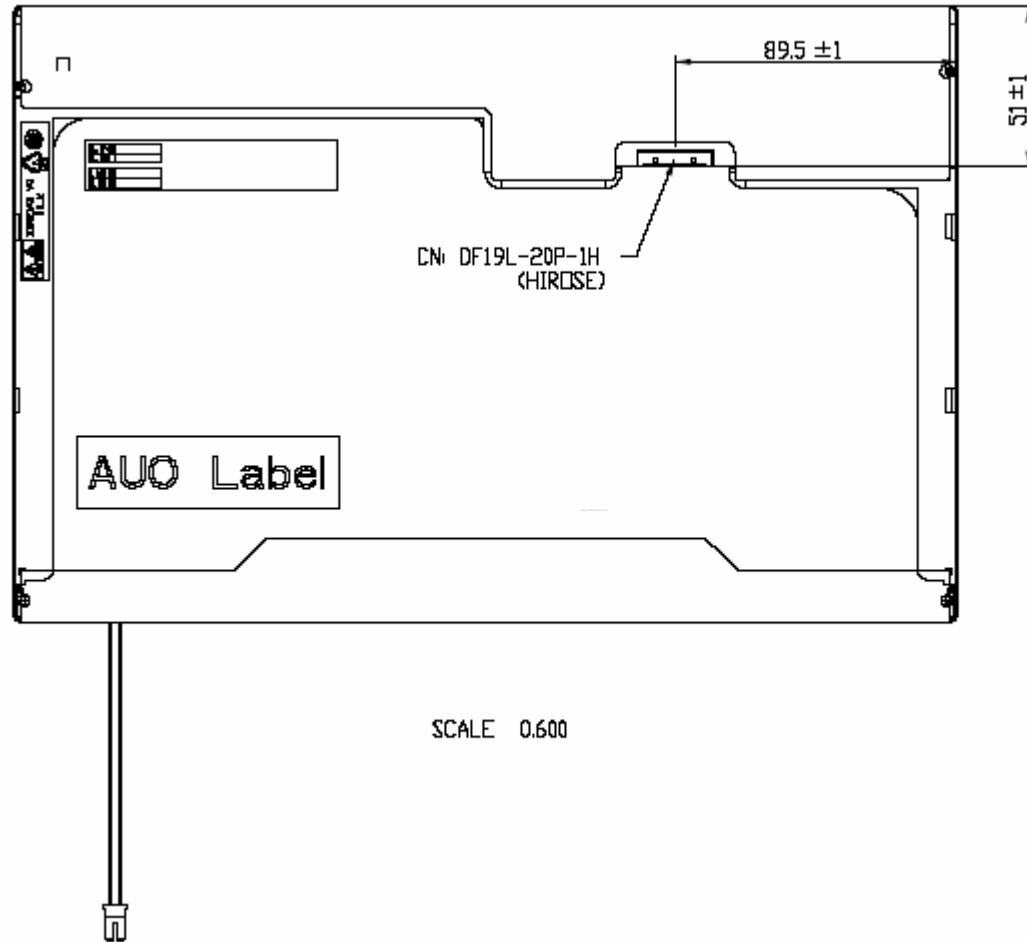 89.5 ±1
51 ±1
CN: DF19L-20P-1H
(HIROSE)
AUO Label
SCALE 0.600